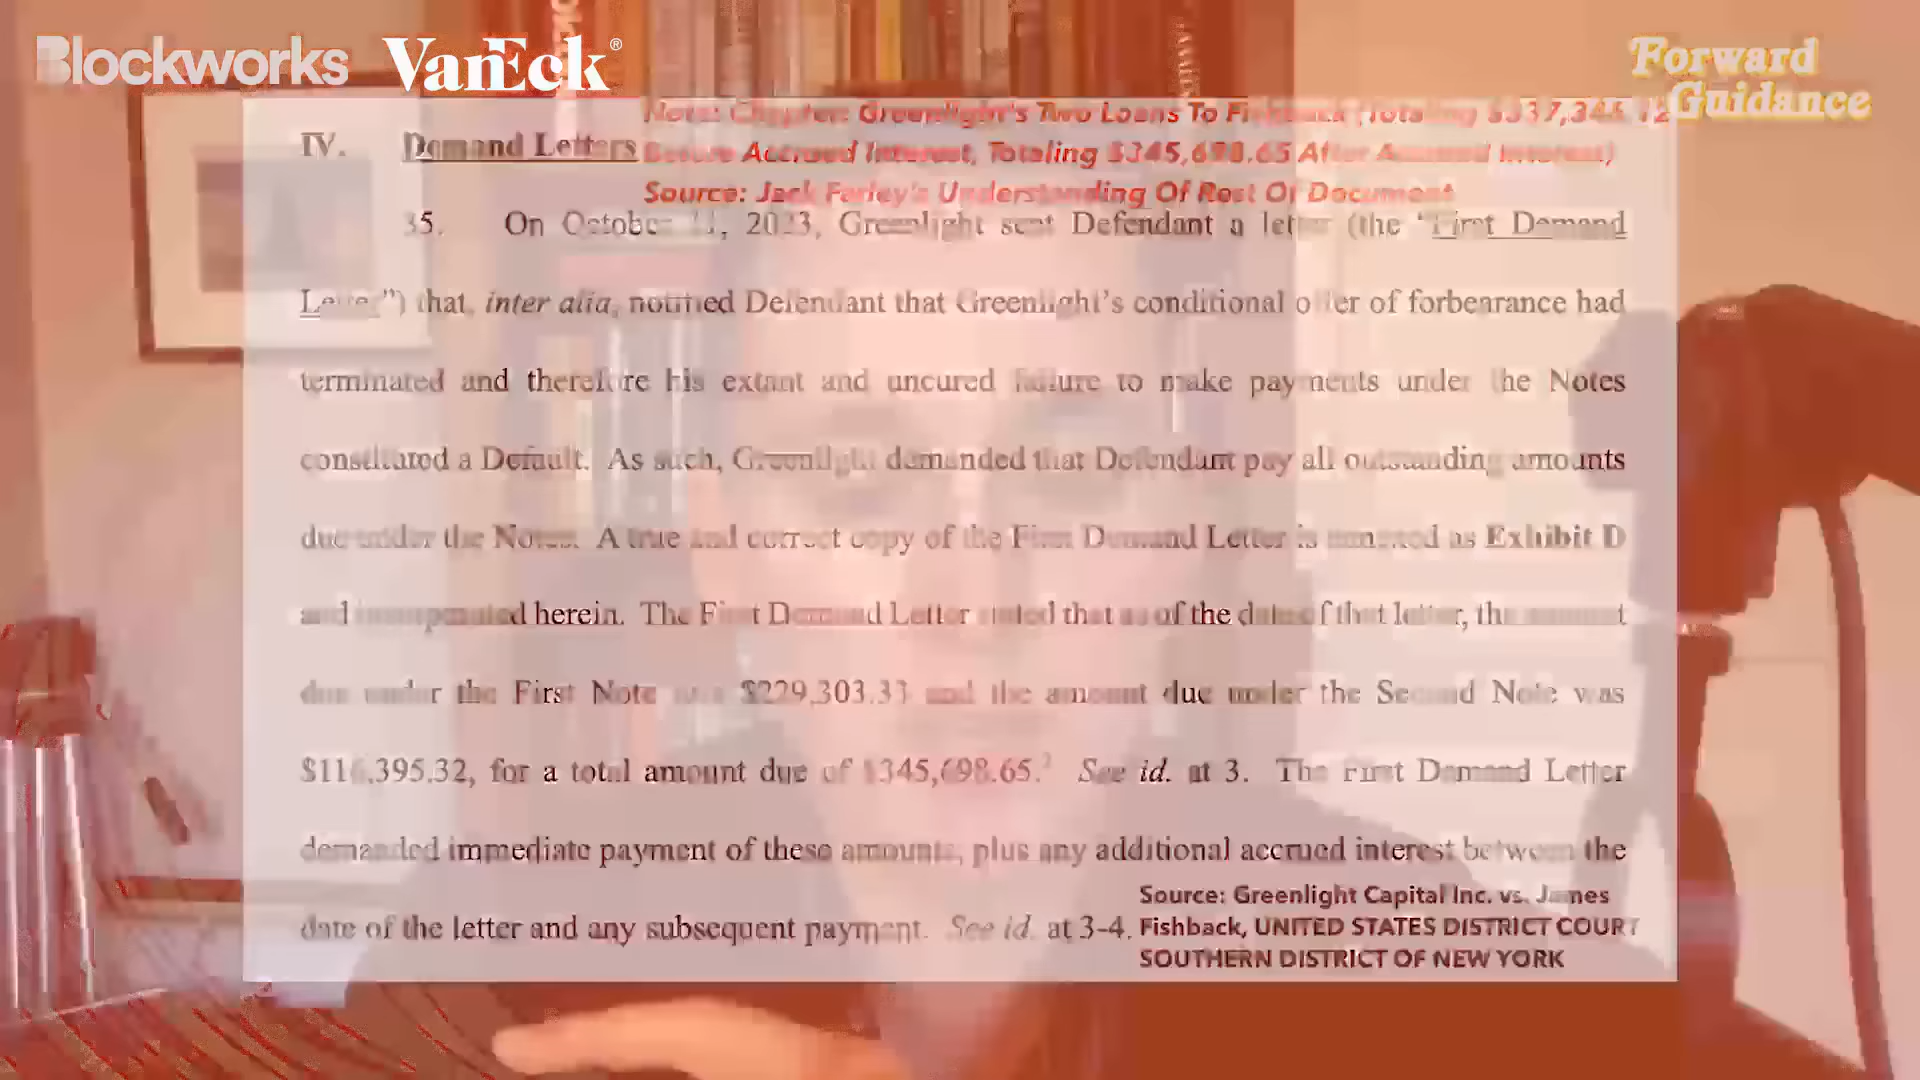 Blockworks VanEck®
Forward
Guidance
Note: Chapter: Greenlight's Two Loans To Fishback (Totaling $337,345.12
Before Accrued Interest, Totaling $345,698.65 After Accrued Interest)
Source: Jack Farley's Understanding Of Rest Of Document
IV. Demand Letters
35. On October 11, 2023, Greenlight sent Defendant a letter (the "First Demand
Letter") that, inter alia, notified Defendant that Greenlight's conditional offer of forbearance had
terminated and therefore his extant and uncured failure to make payments under the Notes
constituted a Default. As such, Greenlight demanded that Defendant pay all outstanding amounts
due under the Notes. A true and correct copy of the First Demand Letter is annexed as Exhibit D
and incorporated herein. The First Demand Letter stated that as of the date of that letter, the amount
due under the First Note was $229,303.33 and the amount due under the Second Note was
$116,395.32, for a total amount due of $345,698.65. See id. at 3. The First Demand Letter
demanded immediate payment of these amounts, plus any additional accrued interest between the
date of the letter and any subsequent payment. See id. at 3-4.
Source: Greenlight Capital Inc. vs. James
Fishback, UNITED STATES DISTRICT COURT
SOUTHERN DISTRICT OF NEW YORK